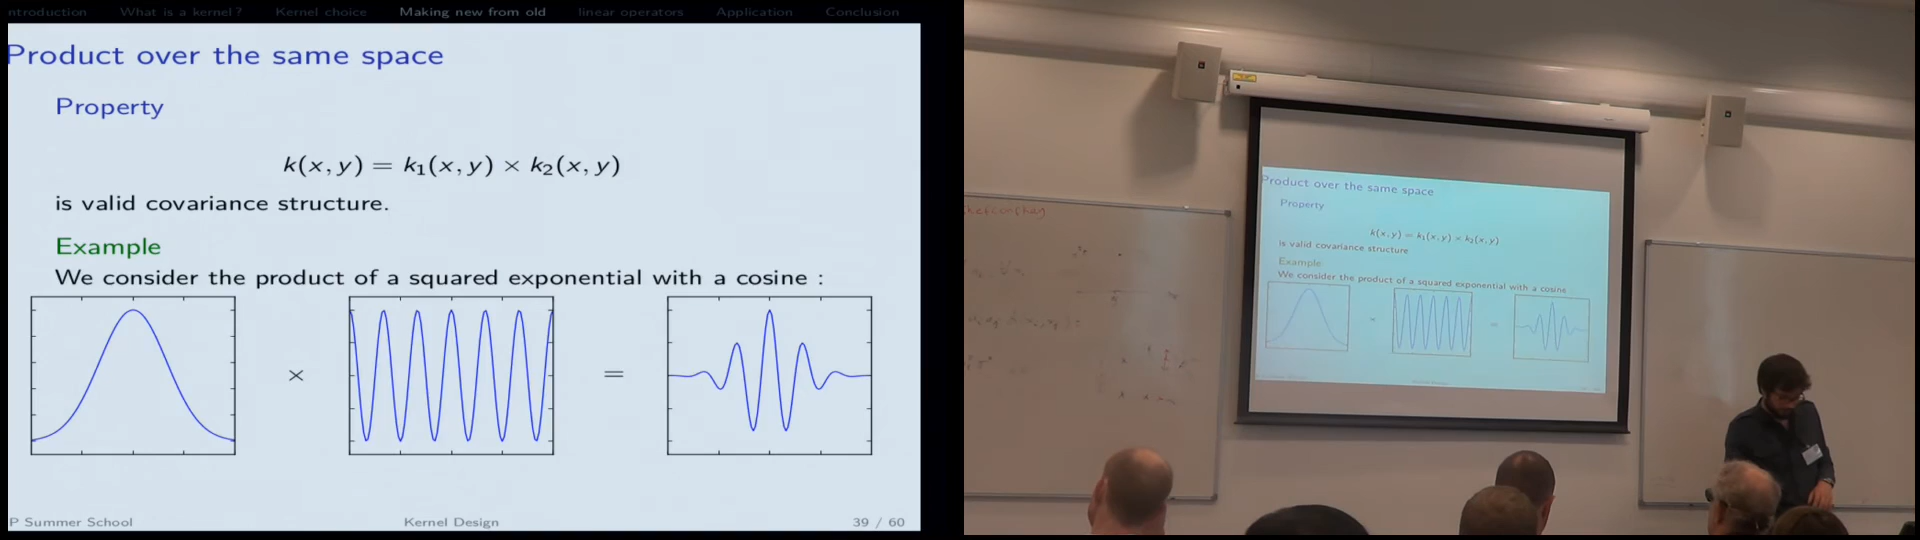 ntroduction What is a kernel? Kernel choice Making new from old linear operators Application Conclusion
Product over the same space
Property
k(x, y) = k₁(x, y) × k₂(x, y)
is valid covariance structure.
Example
We consider the product of a squared exponential with a cosine :
× =
P Summer School Kernel Design 39 / 60
Product over the same space
Property
k(x, y) = k₁(x, y) × k₂(x, y)
is valid covariance structure
Example
We consider the product of a squared exponential with a cosine
× =